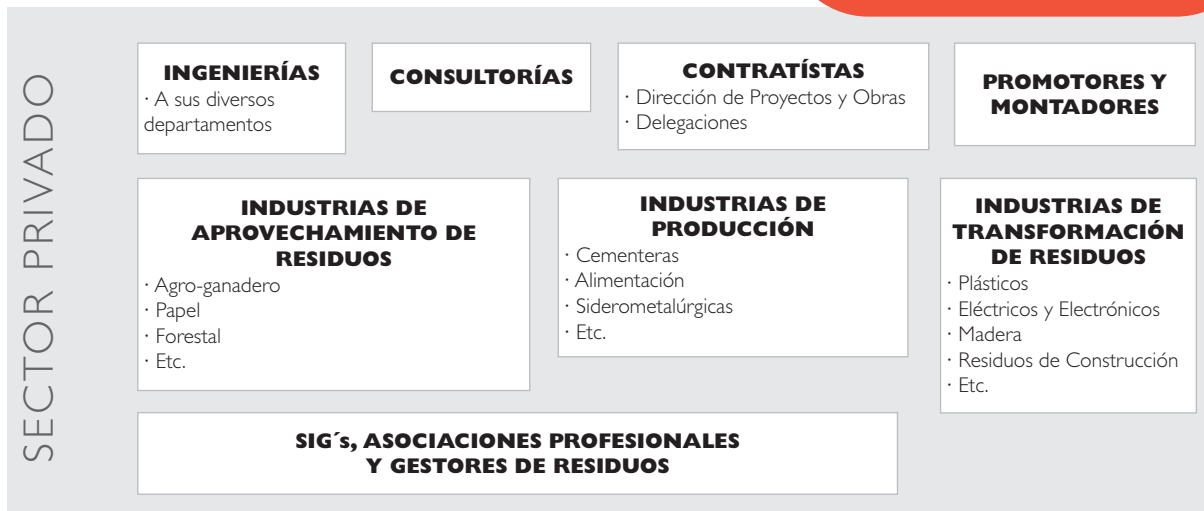 SECTOR PRIVADO
INGENIERÍAS
· A sus diversos
departamentos
CONSULTORÍAS
CONTRATÍSTAS
· Dirección de Proyectos y Obras
· Delegaciones
PROMOTORES Y
MONTADORES
INDUSTRIAS DE
APROVECHAMIENTO DE
RESIDUOS
· Agro-ganadero
· Papel
· Forestal
· Etc.
INDUSTRIAS DE
PRODUCCIÓN
· Cementeras
· Alimentación
· Siderometalúrgicas
· Etc.
INDUSTRIAS DE
TRANSFORMACIÓN
DE RESIDUOS
· Plásticos
· Eléctricos y Electrónicos
· Madera
· Residuos de Construcción
· Etc.
SIG´s, ASOCIACIONES PROFESIONALES
Y GESTORES DE RESIDUOS